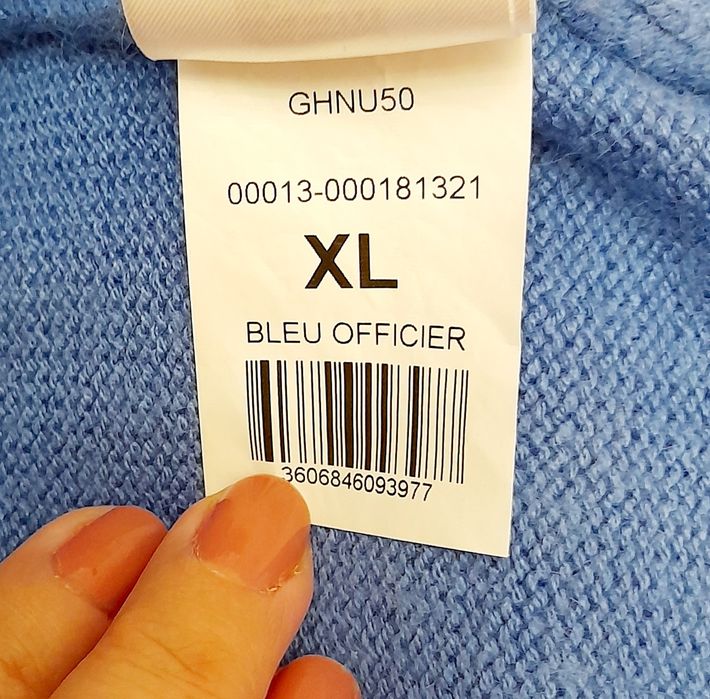 GHNU50
00013-000181321
XL
BLEU OFFICIER
3606846093977